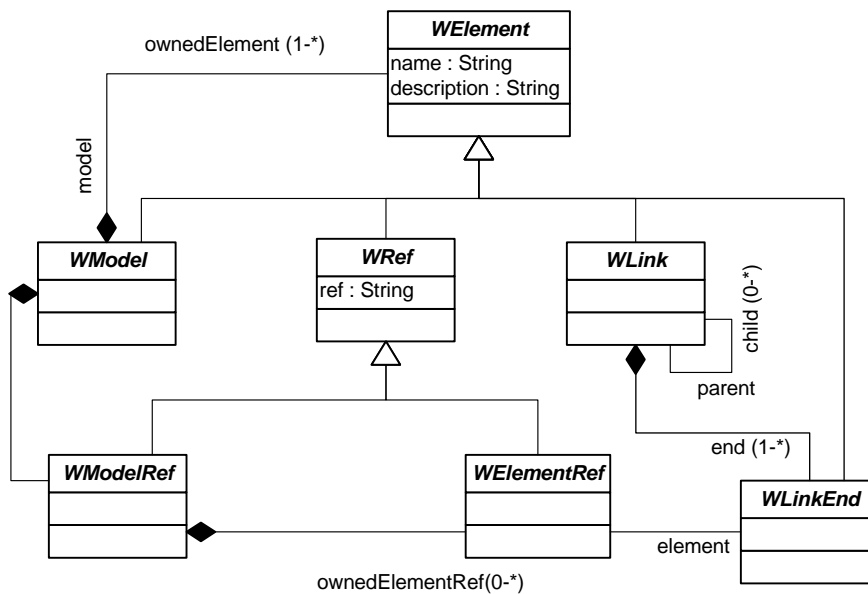 WElement
ownedElement (1-*)
name : String
description : String
model
WModel
WRef
WLink
ref : String
child (0-*)
parent
end (1-*)
WModelRef
WElementRef
WLinkEnd
element
ownedElementRef(0-*)